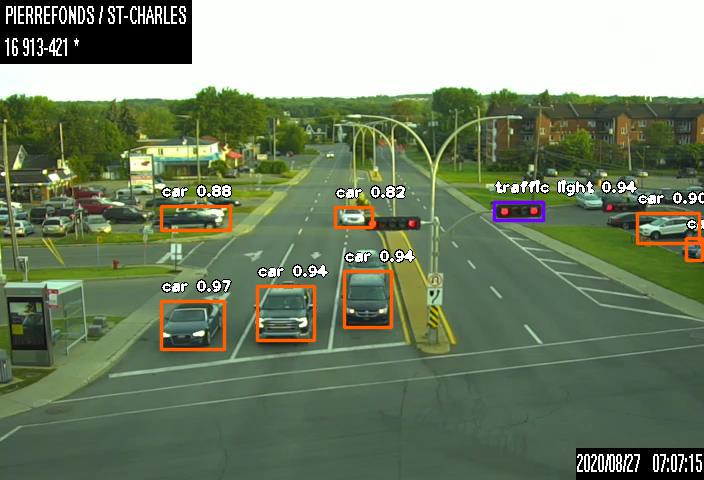 PIERREFONDS / ST-CHARLES
16 913-421 *
car 0.88
car 0.82
traffic light 0.94
car 0.90
car 0.94
car 0.94
car 0.97
2020/08/27 07:07:15